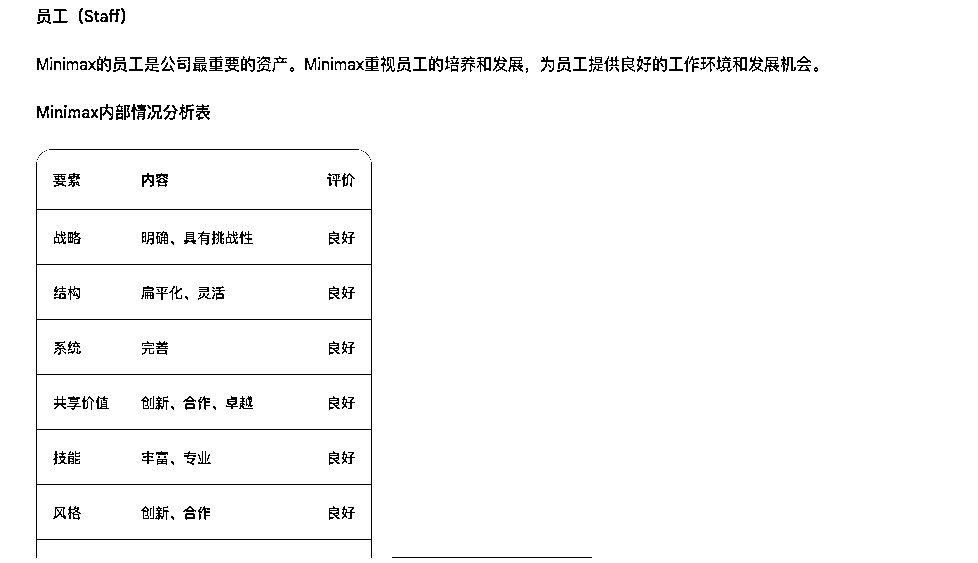 员工（Staff）
Minimax的员工是公司最重要的资产。Minimax重视员工的培养和发展，为员工提供良好的工作环境和发展机会。
Minimax内部情况分析表
要素 内容 评价
战略 明确、具有挑战性 良好
结构 扁平化、灵活 良好
系统 完善 良好
共享价值 创新、合作、卓越 良好
技能 丰富、专业 良好
风格 创新、合作 良好